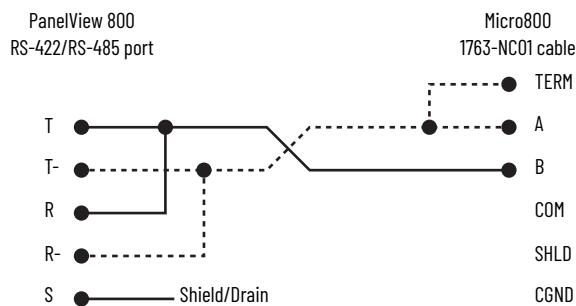 PanelView 800
RS-422/RS-485 port
Micro800
1763-NC01 cable
TERM
T
A
T-
B
R
COM
R-
SHLD
S
Shield/Drain
CGND